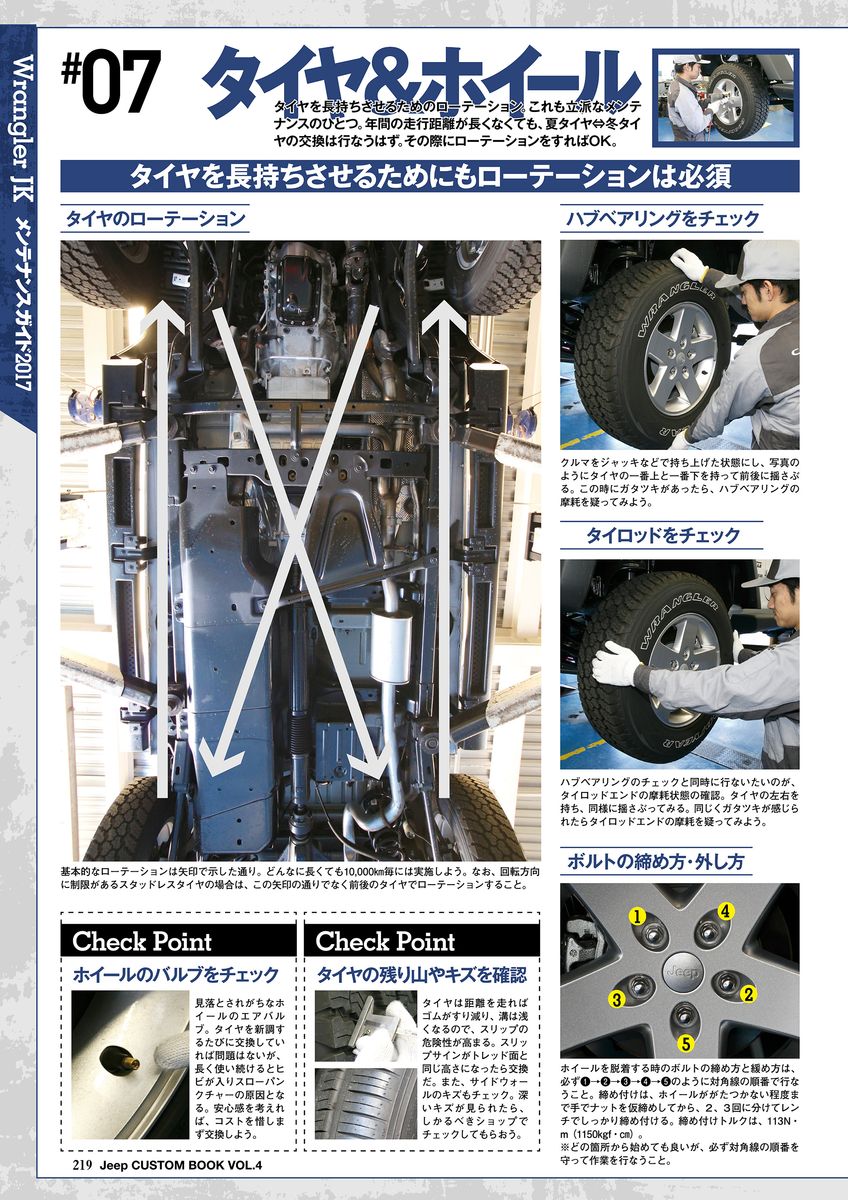 Wrangler JK メンテナンスガイド2017
#07
タイヤ&ホイール
タイヤを長持ちさせるためのローテーション。これも立派なメンテ
ナンスのひとつ。年間の走行距離が長くなくても、夏タイヤ⇔冬タイ
ヤの交換は行なうはず。その際にローテーションをすればOK。
タイヤを長持ちさせるためにもローテーションは必須
タイヤのローテーション
基本的なローテーションは矢印で示した通り。どんなに長くても10,000㎞毎には実施しよう。なお、回転方向
に制限があるスタッドレスタイヤの場合は、この矢印の通りでなく前後のタイヤでローテーションすること。
Check Point
ホイールのバルブをチェック
見落とされがちなホ
イールのエアバル
ブ。タイヤを新調す
るたびに交換してい
れば問題はないが、
長く使い続けるとヒ
ビが入りスローパン
クチャーの原因とな
る。安心感を考えれ
ば、コストを惜しま
ず交換しよう。
Check Point
タイヤの残り山やキズを確認
タイヤは距離を走れば
ゴムがすり減り、溝は浅
くなるので、スリップの
危険性が高まる。スリッ
プサインがトレッド面と
同じ高さになったら交換
だ。また、サイドウォー
ルのキズもチェック。深
いキズが見られたら、
しかるべきショップで
チェックしてもらおう。
ハブベアリングをチェック
WRANGLER
クルマをジャッキなどで持ち上げた状態にし、写真の
ようにタイヤの一番上と一番下を持って前後に揺さぶ
る。この時にガタツキがあったら、ハブベアリングの
摩耗を疑ってみよう。
タイロッドをチェック
WRANGLER
ハブベアリングのチェックと同時に行ないたいのが、
タイロッドエンドの摩耗状態の確認。タイヤの左右を
持ち、同様に揺さぶってみる。同じくガタツキが感じら
れたらタイロッドエンドの摩耗を疑ってみよう。
ボルトの締め方・外し方
1
4
Jeep
3
2
5
ホイールを脱着する時のボルトの締め方と緩め方は、
必ず❶→❷→❸→❹→❺のように対角線の順番で行な
うこと。締め付けは、ホイールががたつかない程度ま
で手でナットを仮締めしてから、2、3回に分けてレン
チでしっかり締め付ける。締め付けトルクは、113N・
m（1150kgf・㎝）。
※どの箇所から始めても良いが、必ず対角線の順番を
守って作業を行なうこと。
219 Jeep CUSTOM BOOK VOL.4